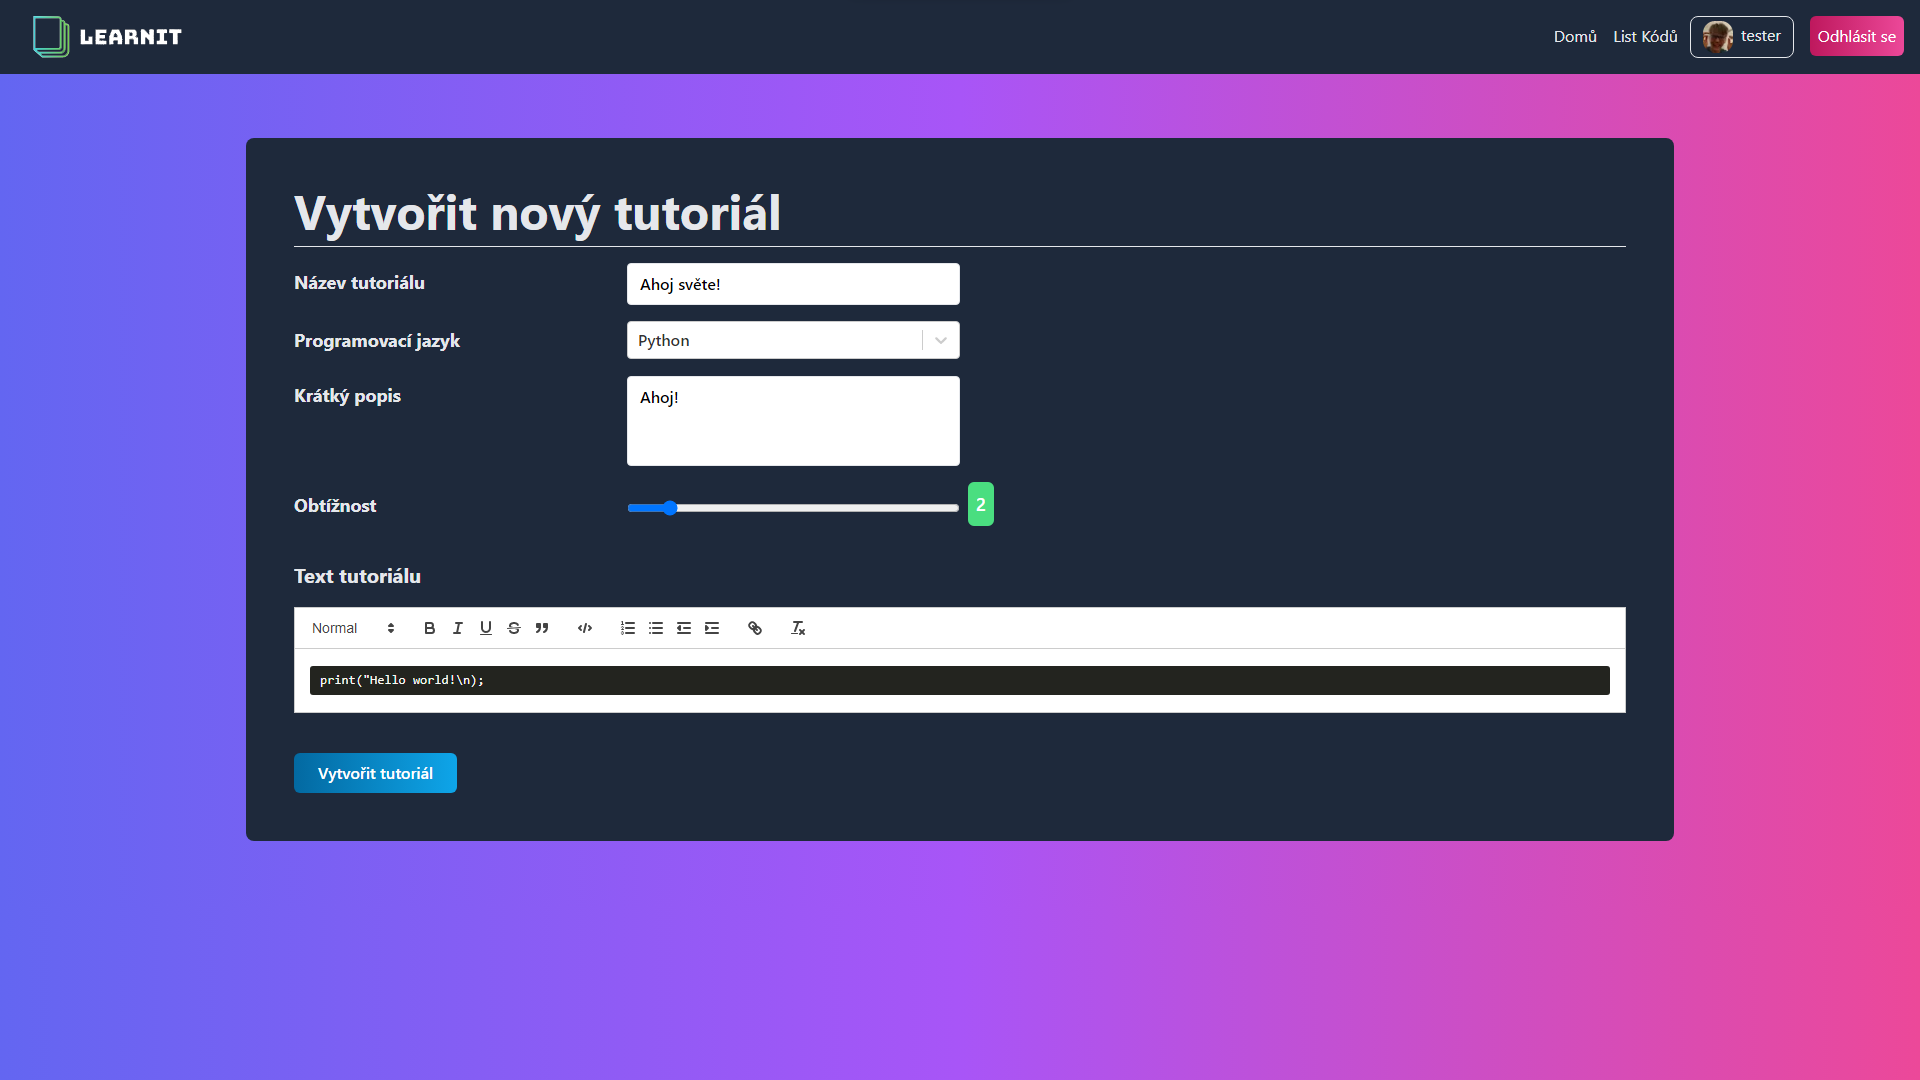 LEARNIT
Domů List Kódů tester Odhlásit se
Vytvořit nový tutoriál
Název tutoriálu Ahoj světe!
Programovací jazyk Python
Krátký popis Ahoj!
Obtížnost 2
Text tutoriálu
Normal
print("Hello world!\n);
Vytvořit tutoriál